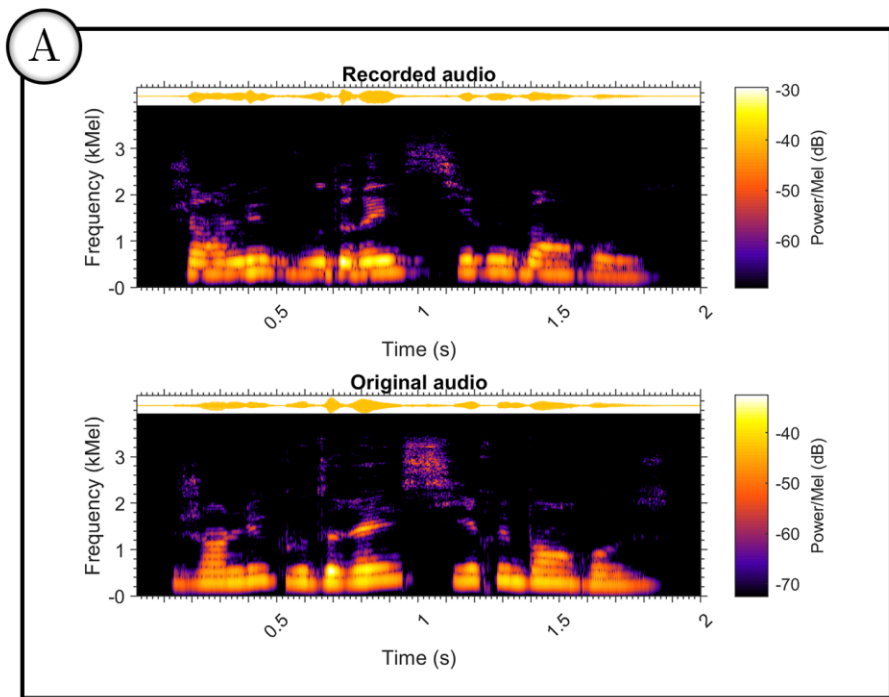 A
Recorded audio
Frequency (kMel)
3
2
1
-0
0.5
1
1.5
2
Time (s)
-30
-40
-50
-60
Power/Mel (dB)
Original audio
Frequency (kMel)
3
2
1
-0
0.5
1
1.5
2
Time (s)
-40
-50
-60
-70
Power/Mel (dB)